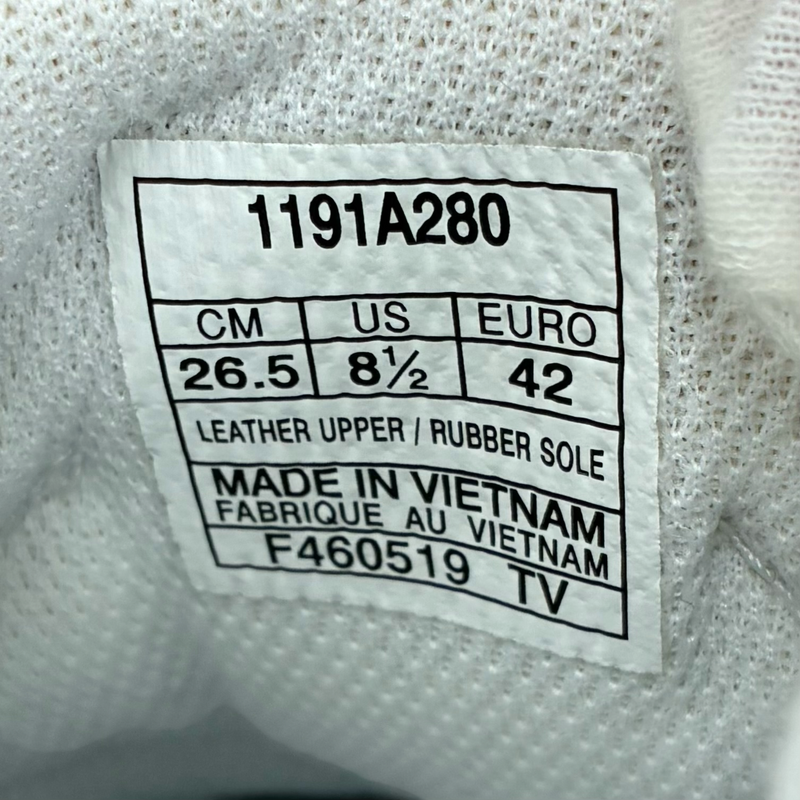 1191A280
CM US EURO
26.5 8½ 42
LEATHER UPPER / RUBBER SOLE
MADE IN VIETNAM
FABRIQUE AU VIETNAM
F460519 TV